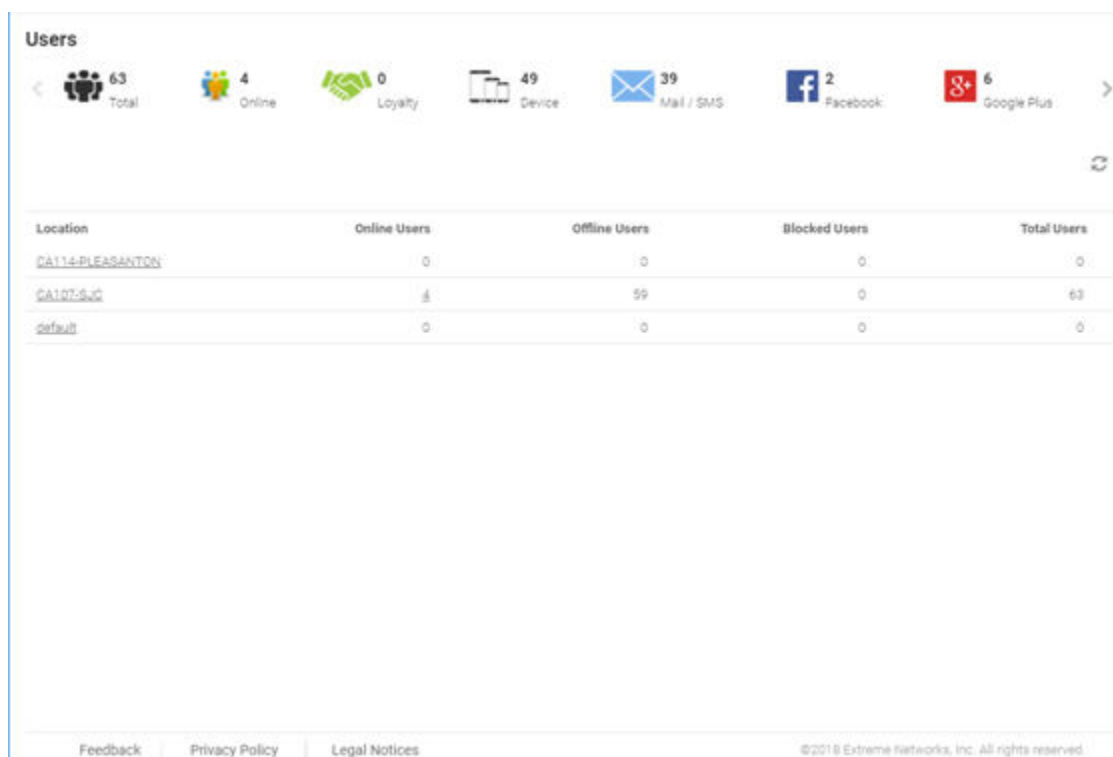 Users
63 Total
4 Online
0 Loyalty
49 Device
39 Mail / SMS
2 Facebook
6 Google Plus
Location Online Users Offline Users Blocked Users Total Users
CA114-PLEASANTON 0 0 0 0
CA107-SJC 4 59 0 63
default 0 0 0 0
Feedback Privacy Policy Legal Notices ©2018 Extreme Networks, Inc. All rights reserved.